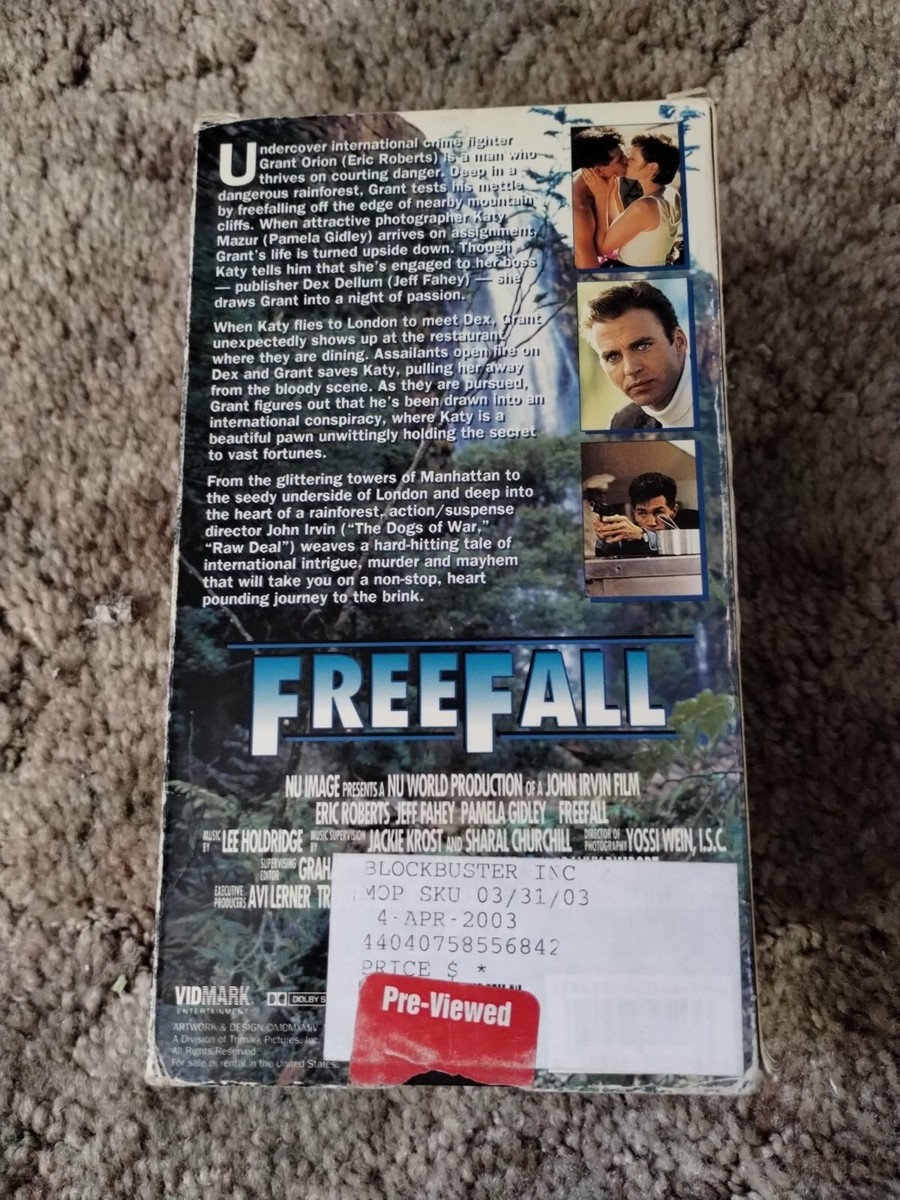 Undercover international crime fighter
Grant Orion (Eric Roberts) is a man who
thrives on courting danger. Deep in a
dangerous rainforest, Grant tests his mettle
by freefalling off the edge of nearby mountain
cliffs. When attractive photographer Katy
Mazur (Pamela Gidley) arrives on assignment,
Grant's life is turned upside down. Though
Katy tells him that she's engaged to her boss
— publisher Dex Dellum (Jeff Fahey) — she
draws Grant into a night of passion.
When Katy flies to London to meet Dex, Grant
unexpectedly shows up at the restaurant
where they are dining. Assailants open fire on
Dex and Grant saves Katy, pulling her away
from the bloody scene. As they are pursued,
Grant figures out that he's been drawn into an
international conspiracy, where Katy is a
beautiful pawn unwittingly holding the secret
to vast fortunes.
From the glittering towers of Manhattan to
the seedy underside of London and deep into
the heart of a rainforest, action/suspense
director John Irvin ("The Dogs of War,"
"Raw Deal") weaves a hard-hitting tale of
international intrigue, murder and mayhem
that will take you on a non-stop, heart
pounding journey to the brink.
FREEFALL
NU IMAGE PRESENTS A NU WORLD PRODUCTION OF A JOHN IRVIN FILM
ERIC ROBERTS JEFF FAHEY PAMELA GIDLEY FREEFALL
MUSIC BY LEE HOLDRIDGE MUSIC SUPERVISION BY JACKIE KROST AND SHARAL CHURCHILL DIRECTOR OF PHOTOGRAPHY YOSSI WEIN, I.S.C.
SUPERVISING EDITOR GRAH
EXECUTIVE PRODUCERS AVI LERNER TR
BLOCKBUSTER INC
MOP SKU 03/31/03
4-APR-2003
44040758556842
PRICE $ *
Pre-Viewed
VIDMARK
ENTERTAINMENT
DOLBY S
ARTWORK & DESIGN ©MCMXMIV
A Division of Trimark Pictures, Inc.
All Rights Reserved.
For sale or rental in the United States